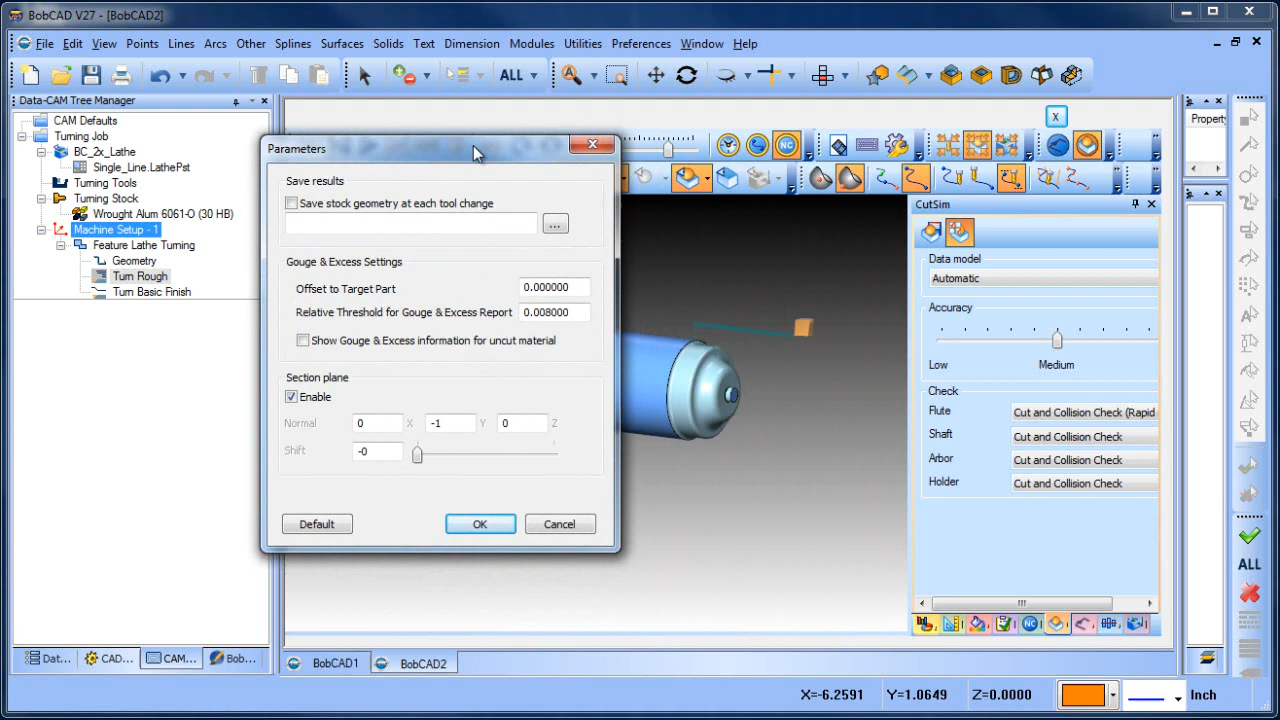 BobCAD V27 - [BobCAD2]
File Edit View Points Lines Arcs Other Splines Surfaces Solids Text Dimension Modules Utilities Preferences Window Help
ALL
Data-CAM Tree Manager
CAM Defaults
Turning Job
BC_2x_Lathe
Single_Line.LathePst
Turning Tools
Turning Stock
Wrought Alum 6061-O (30 HB)
Machine Setup - 1
Feature Lathe Turning
Geometry
Turn Rough
Turn Basic Finish
Parameters
Save results
Save stock geometry at each tool change
...
Gouge & Excess Settings
Offset to Target Part 0.000000
Relative Threshold for Gouge & Excess Report 0.008000
Show Gouge & Excess information for uncut material
Section plane
Enable
Normal 0 X -1 Y 0 Z
Shift -0
Default OK Cancel
X
NC
CutSim
Data model
Automatic
Accuracy
Low Medium
Check
Flute Cut and Collision Check (Rapid
Shaft Cut and Collision Check
Arbor Cut and Collision Check
Holder Cut and Collision Check
NC
Property
ALL
Dat... CAD... CAM... Bob...
BobCAD1 BobCAD2
X=-6.2591 Y=1.0649 Z=0.0000 Inch